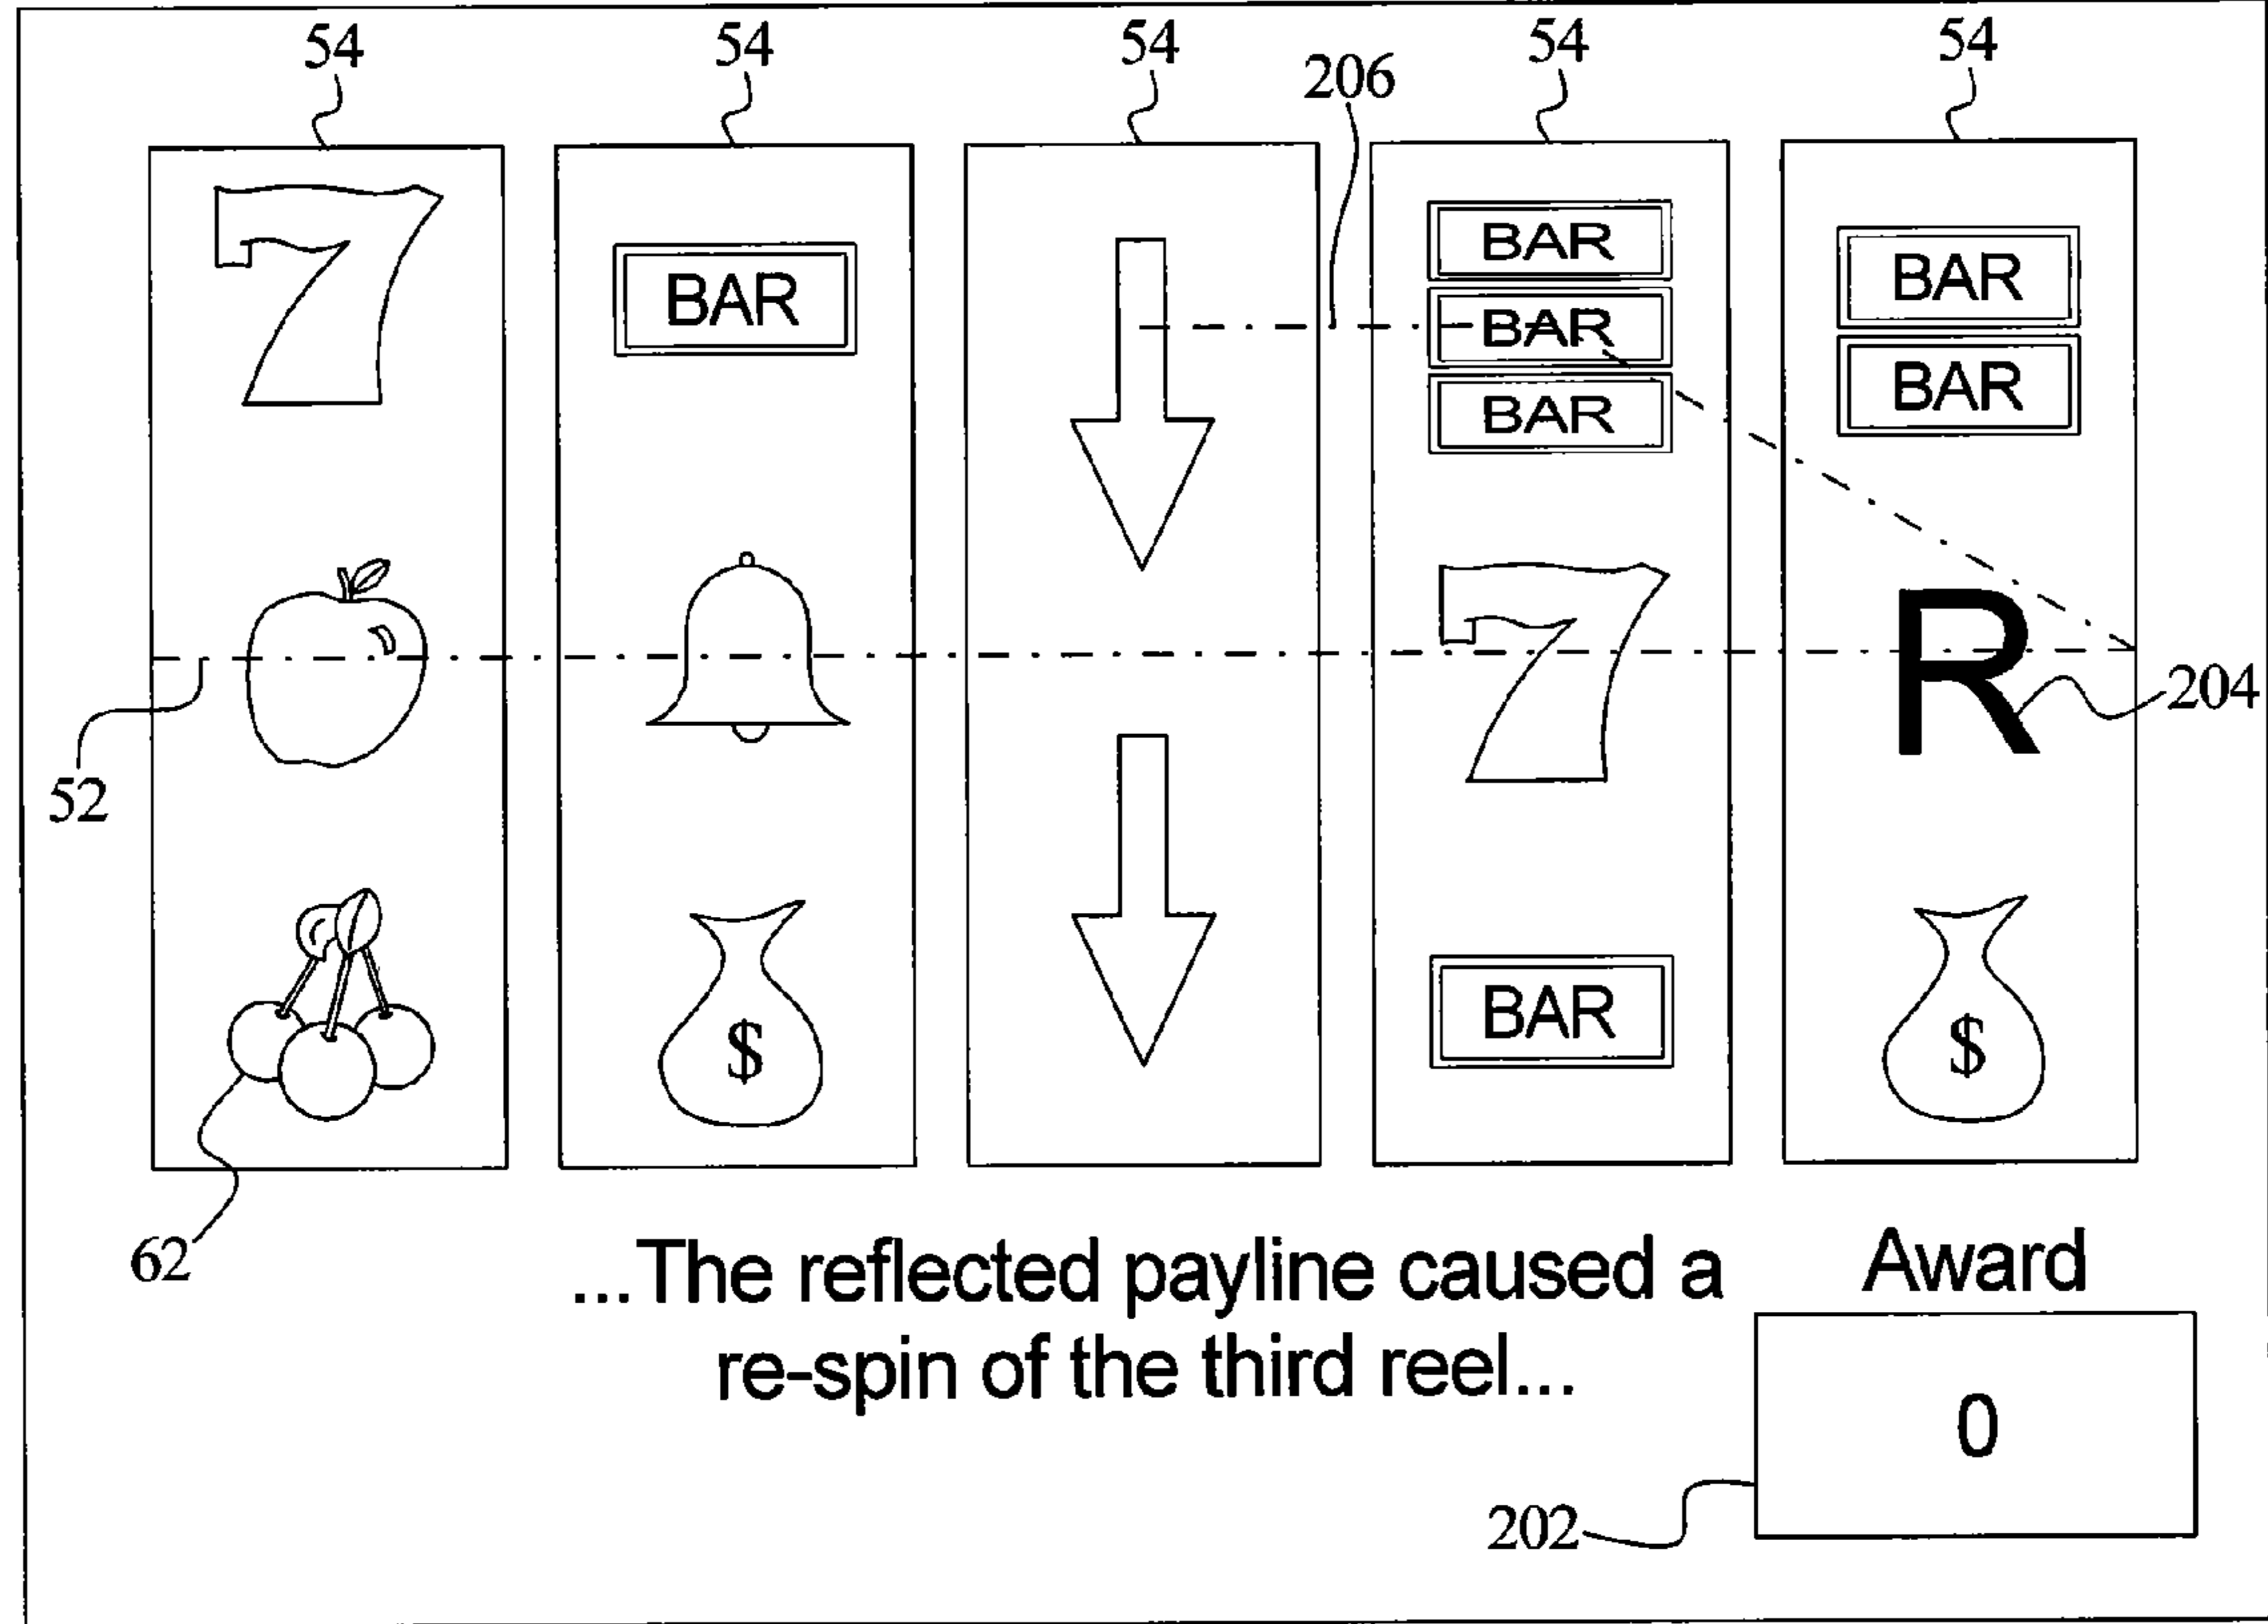 54 54 54 54 54
206
BAR
BAR BAR
BAR BAR
BAR BAR
R
204
52
$
BAR
$
62
...The reflected payline caused a
re-spin of the third reel...
Award
0
202